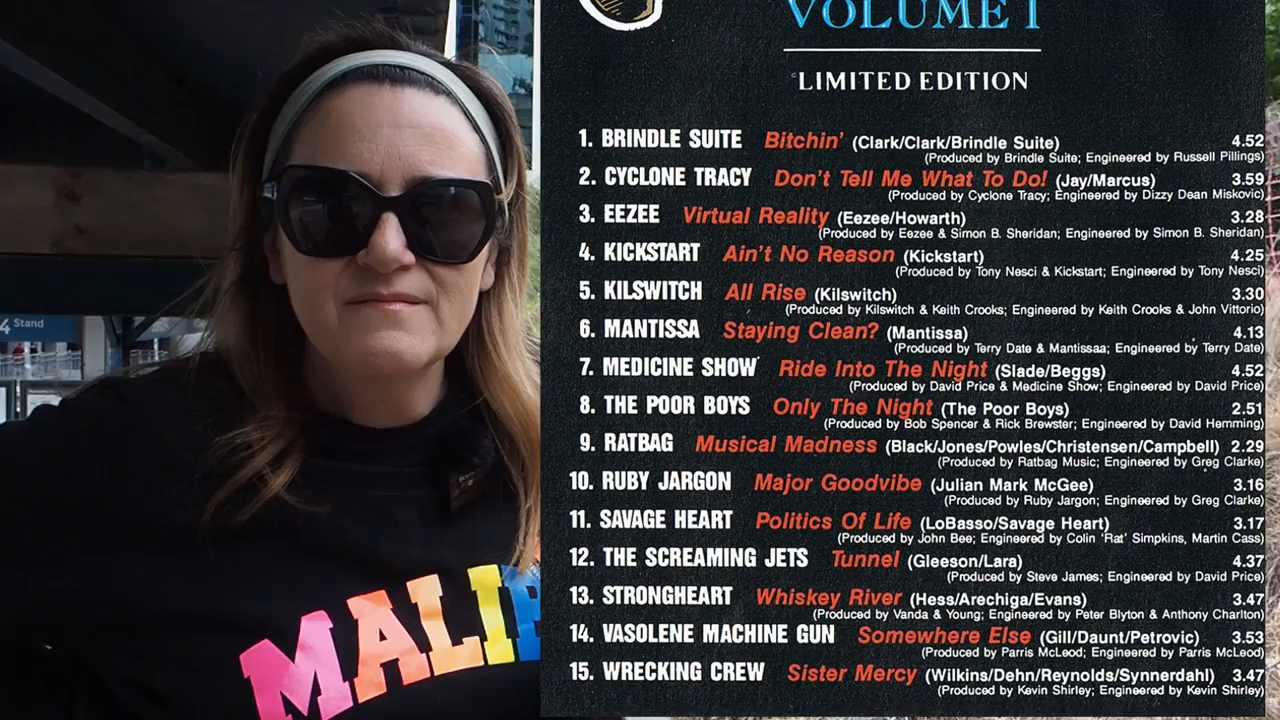 4 Stand
MALIB
VOLUME I
LIMITED EDITION
1. BRINDLE SUITE Bitchin' (Clark/Clark/Brindle Suite) 4.52
(Produced by Brindle Suite; Engineered by Russell Pillings)
2. CYCLONE TRACY Don't Tell Me What To Do! (Jay/Marcus) 3.59
(Produced by Cyclone Tracy; Engineered by Dizzy Dean Miskovic)
3. EEZEE Virtual Reality (Eezee/Howarth) 3.28
(Produced by Eezee & Simon B. Sheridan; Engineered by Simon B. Sheridan)
4. KICKSTART Ain't No Reason (Kickstart) 4.25
(Produced by Tony Nesci & Kickstart; Engineered by Tony Nesci)
5. KILSWITCH All Rise (Kilswitch) 3.30
(Produced by Kilswitch & Keith Crooks; Engineered by Keith Crooks & John Vittorio)
6. MANTISSA Staying Clean? (Mantissa) 4.13
(Produced by Terry Date & Mantissaa; Engineered by Terry Date)
7. MEDICINE SHOW Ride Into The Night (Slade/Beggs) 4.52
(Produced by David Price & Medicine Show; Engineered by David Price)
8. THE POOR BOYS Only The Night (The Poor Boys) 2.51
(Produced by Bob Spencer & Rick Brewster; Engineered by David Hemming)
9. RATBAG Musical Madness (Black/Jones/Powles/Christensen/Campbell) 2.29
(Produced by Ratbag Music; Engineered by Greg Clarke)
10. RUBY JARGON Major Goodvibe (Julian Mark McGee) 3.16
(Produced by Ruby Jargon; Engineered by Greg Clarke)
11. SAVAGE HEART Politics Of Life (LoBasso/Savage Heart) 3.17
(Produced by John Bee; Engineered by Colin 'Rat' Simpkins, Martin Cass)
12. THE SCREAMING JETS Tunnel (Gleeson/Lara) 4.37
(Produced by Steve James; Engineered by David Price)
13. STRONGHEART Whiskey River (Hess/Arechiga/Evans) 3.47
(Produced by Vanda & Young; Engineered by Peter Blyton & Anthony Charlton)
14. VASOLENE MACHINE GUN Somewhere Else (Gill/Daunt/Petrovic) 3.53
(Produced by Parris McLeod; Engineered by Parris McLeod)
15. WRECKING CREW Sister Mercy (Wilkins/Dehn/Reynolds/Synnerdahl) 3.47
(Produced by Kevin Shirley; Engineered by Kevin Shirley)